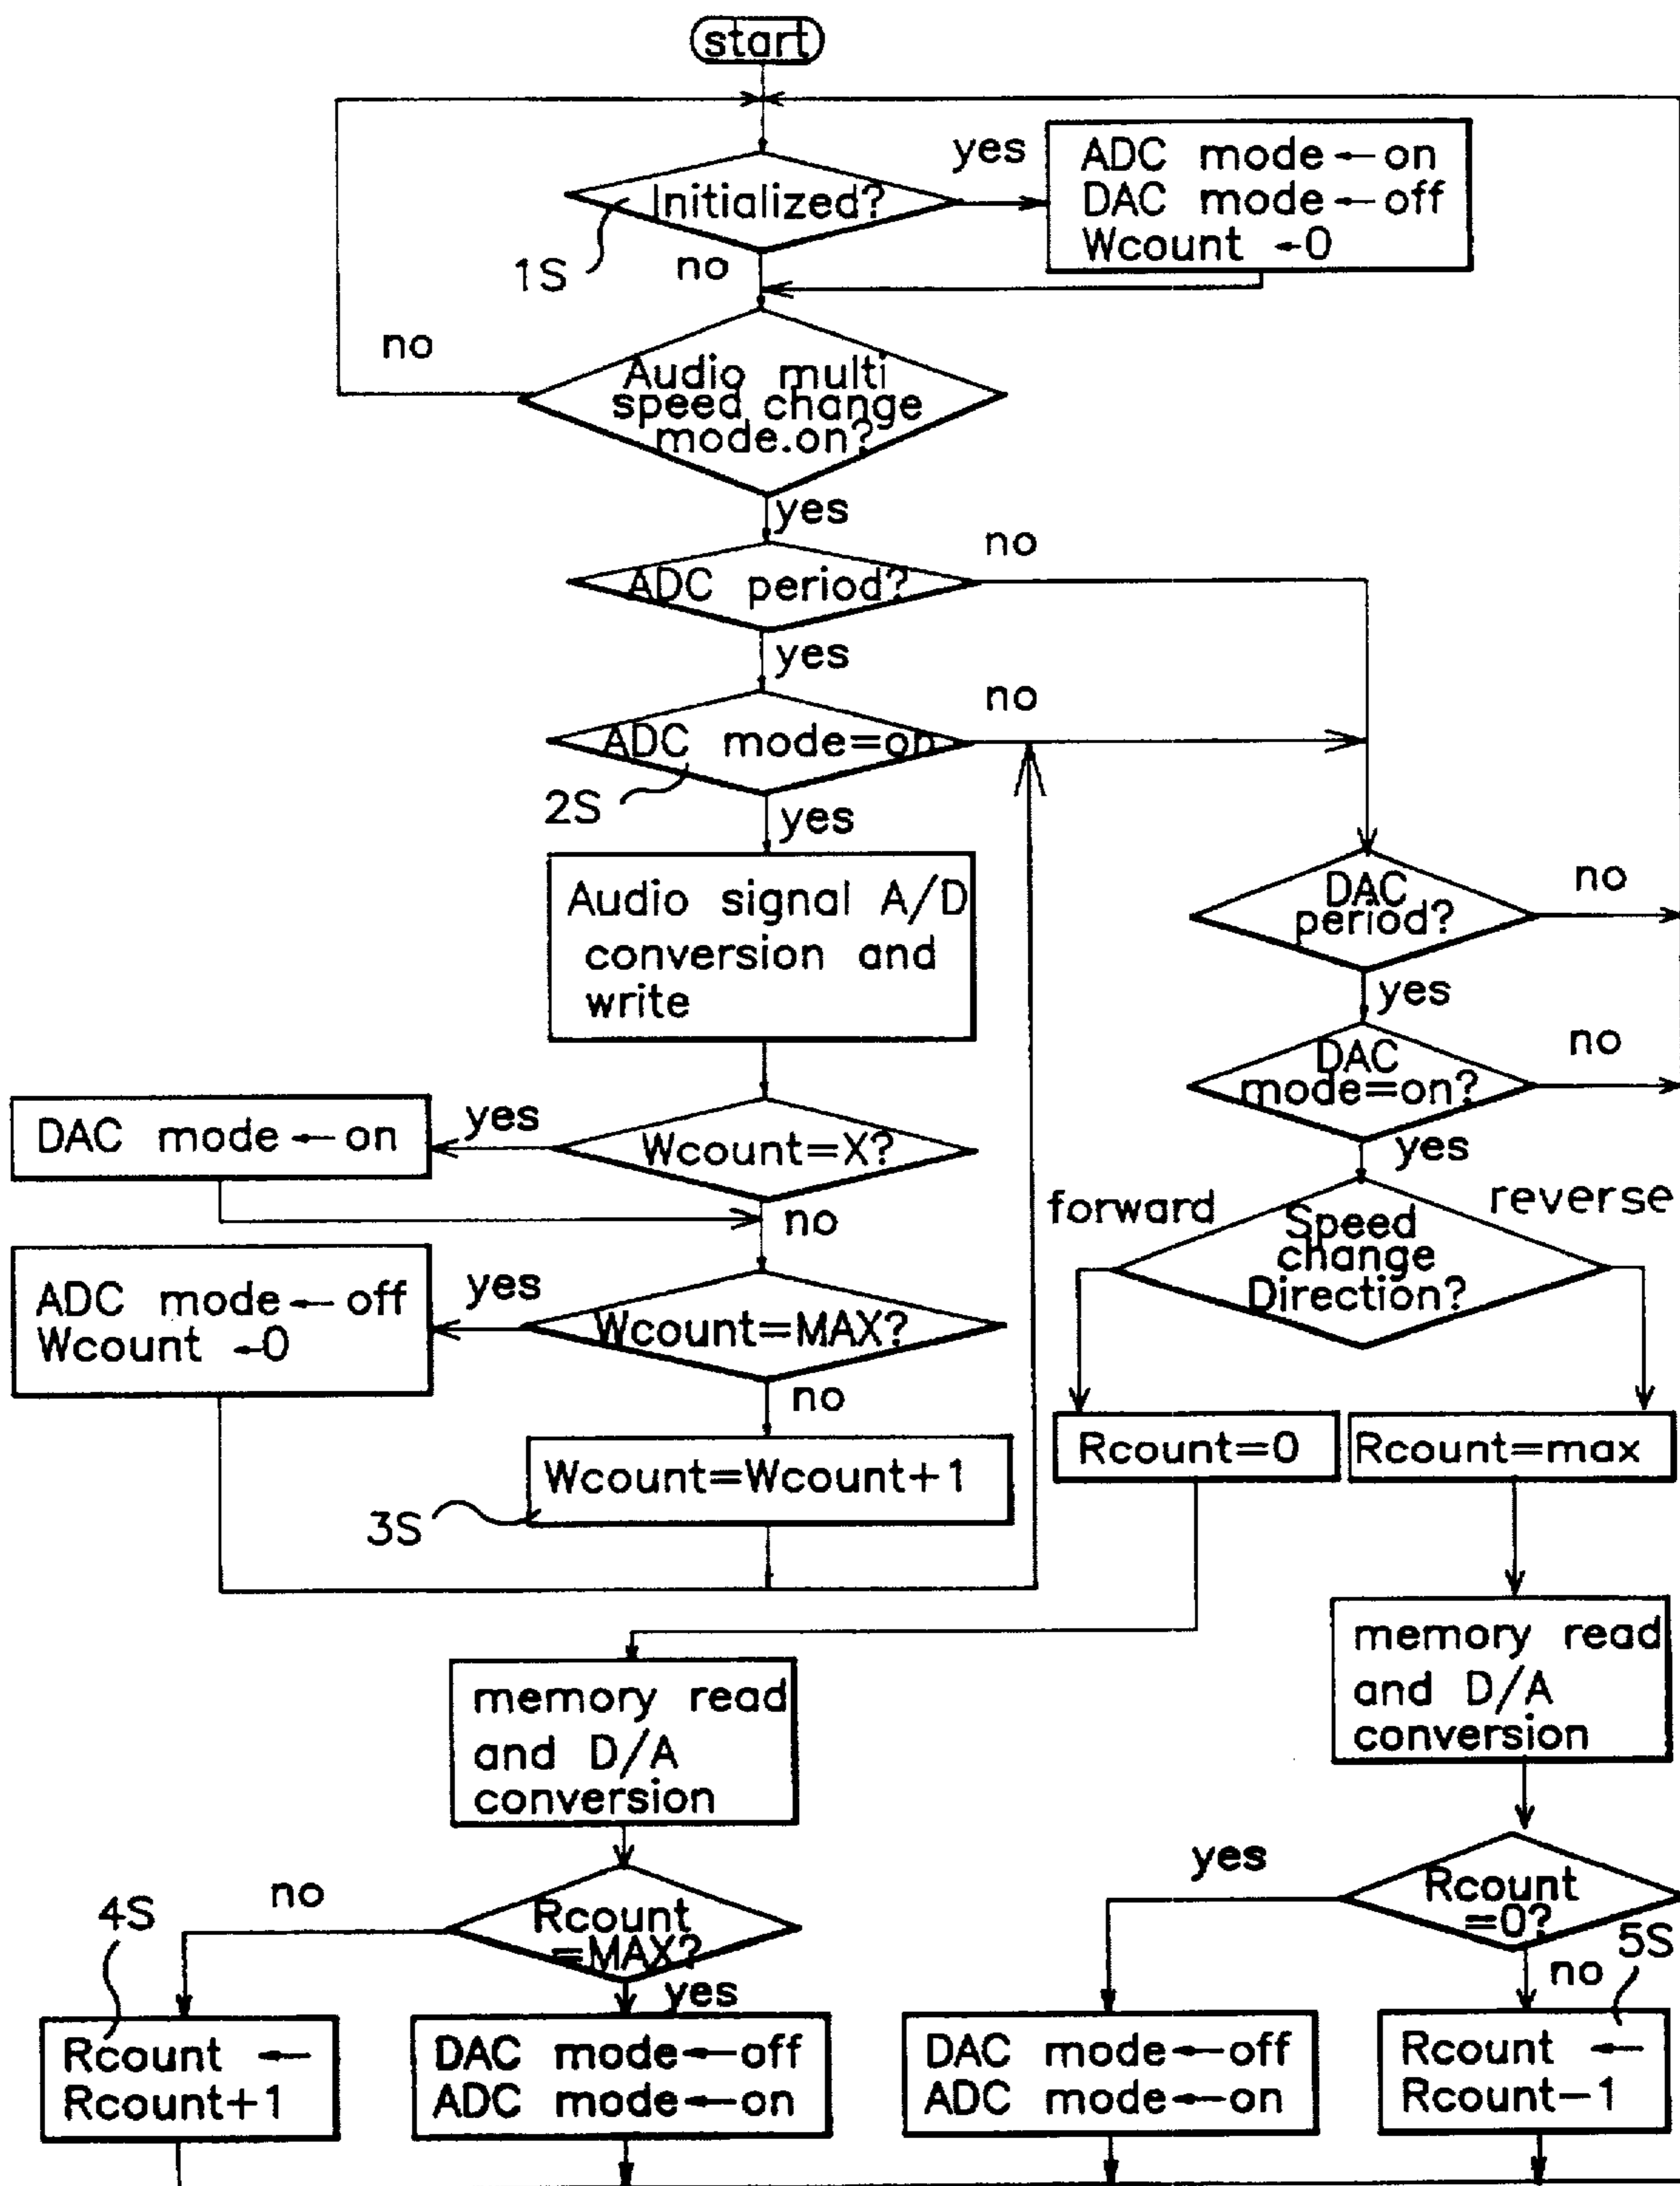 start
Initialized?
yes
ADC mode←on
DAC mode←off
Wcount ←0
1S
no
no
Audio multi
speed change
mode.on?
yes
ADC period?
no
yes
ADC mode=on
no
2S
yes
Audio signal A/D
conversion and
write
DAC
period?
no
yes
DAC
mode=on?
no
yes
DAC mode←on
yes
Wcount=X?
no
forward
reverse
Speed
change
Direction?
ADC mode←off
Wcount ←0
yes
Wcount=MAX?
no
Rcount=0
Rcount=max
Wcount=Wcount+1
3S
memory read
and D/A
conversion
memory read
and D/A
conversion
no
4S
Rcount
=MAX?
yes
yes
Rcount
=0?
5S
no
Rcount ←
Rcount+1
DAC mode←off
ADC mode←on
DAC mode←off
ADC mode←on
Rcount ←
Rcount−1